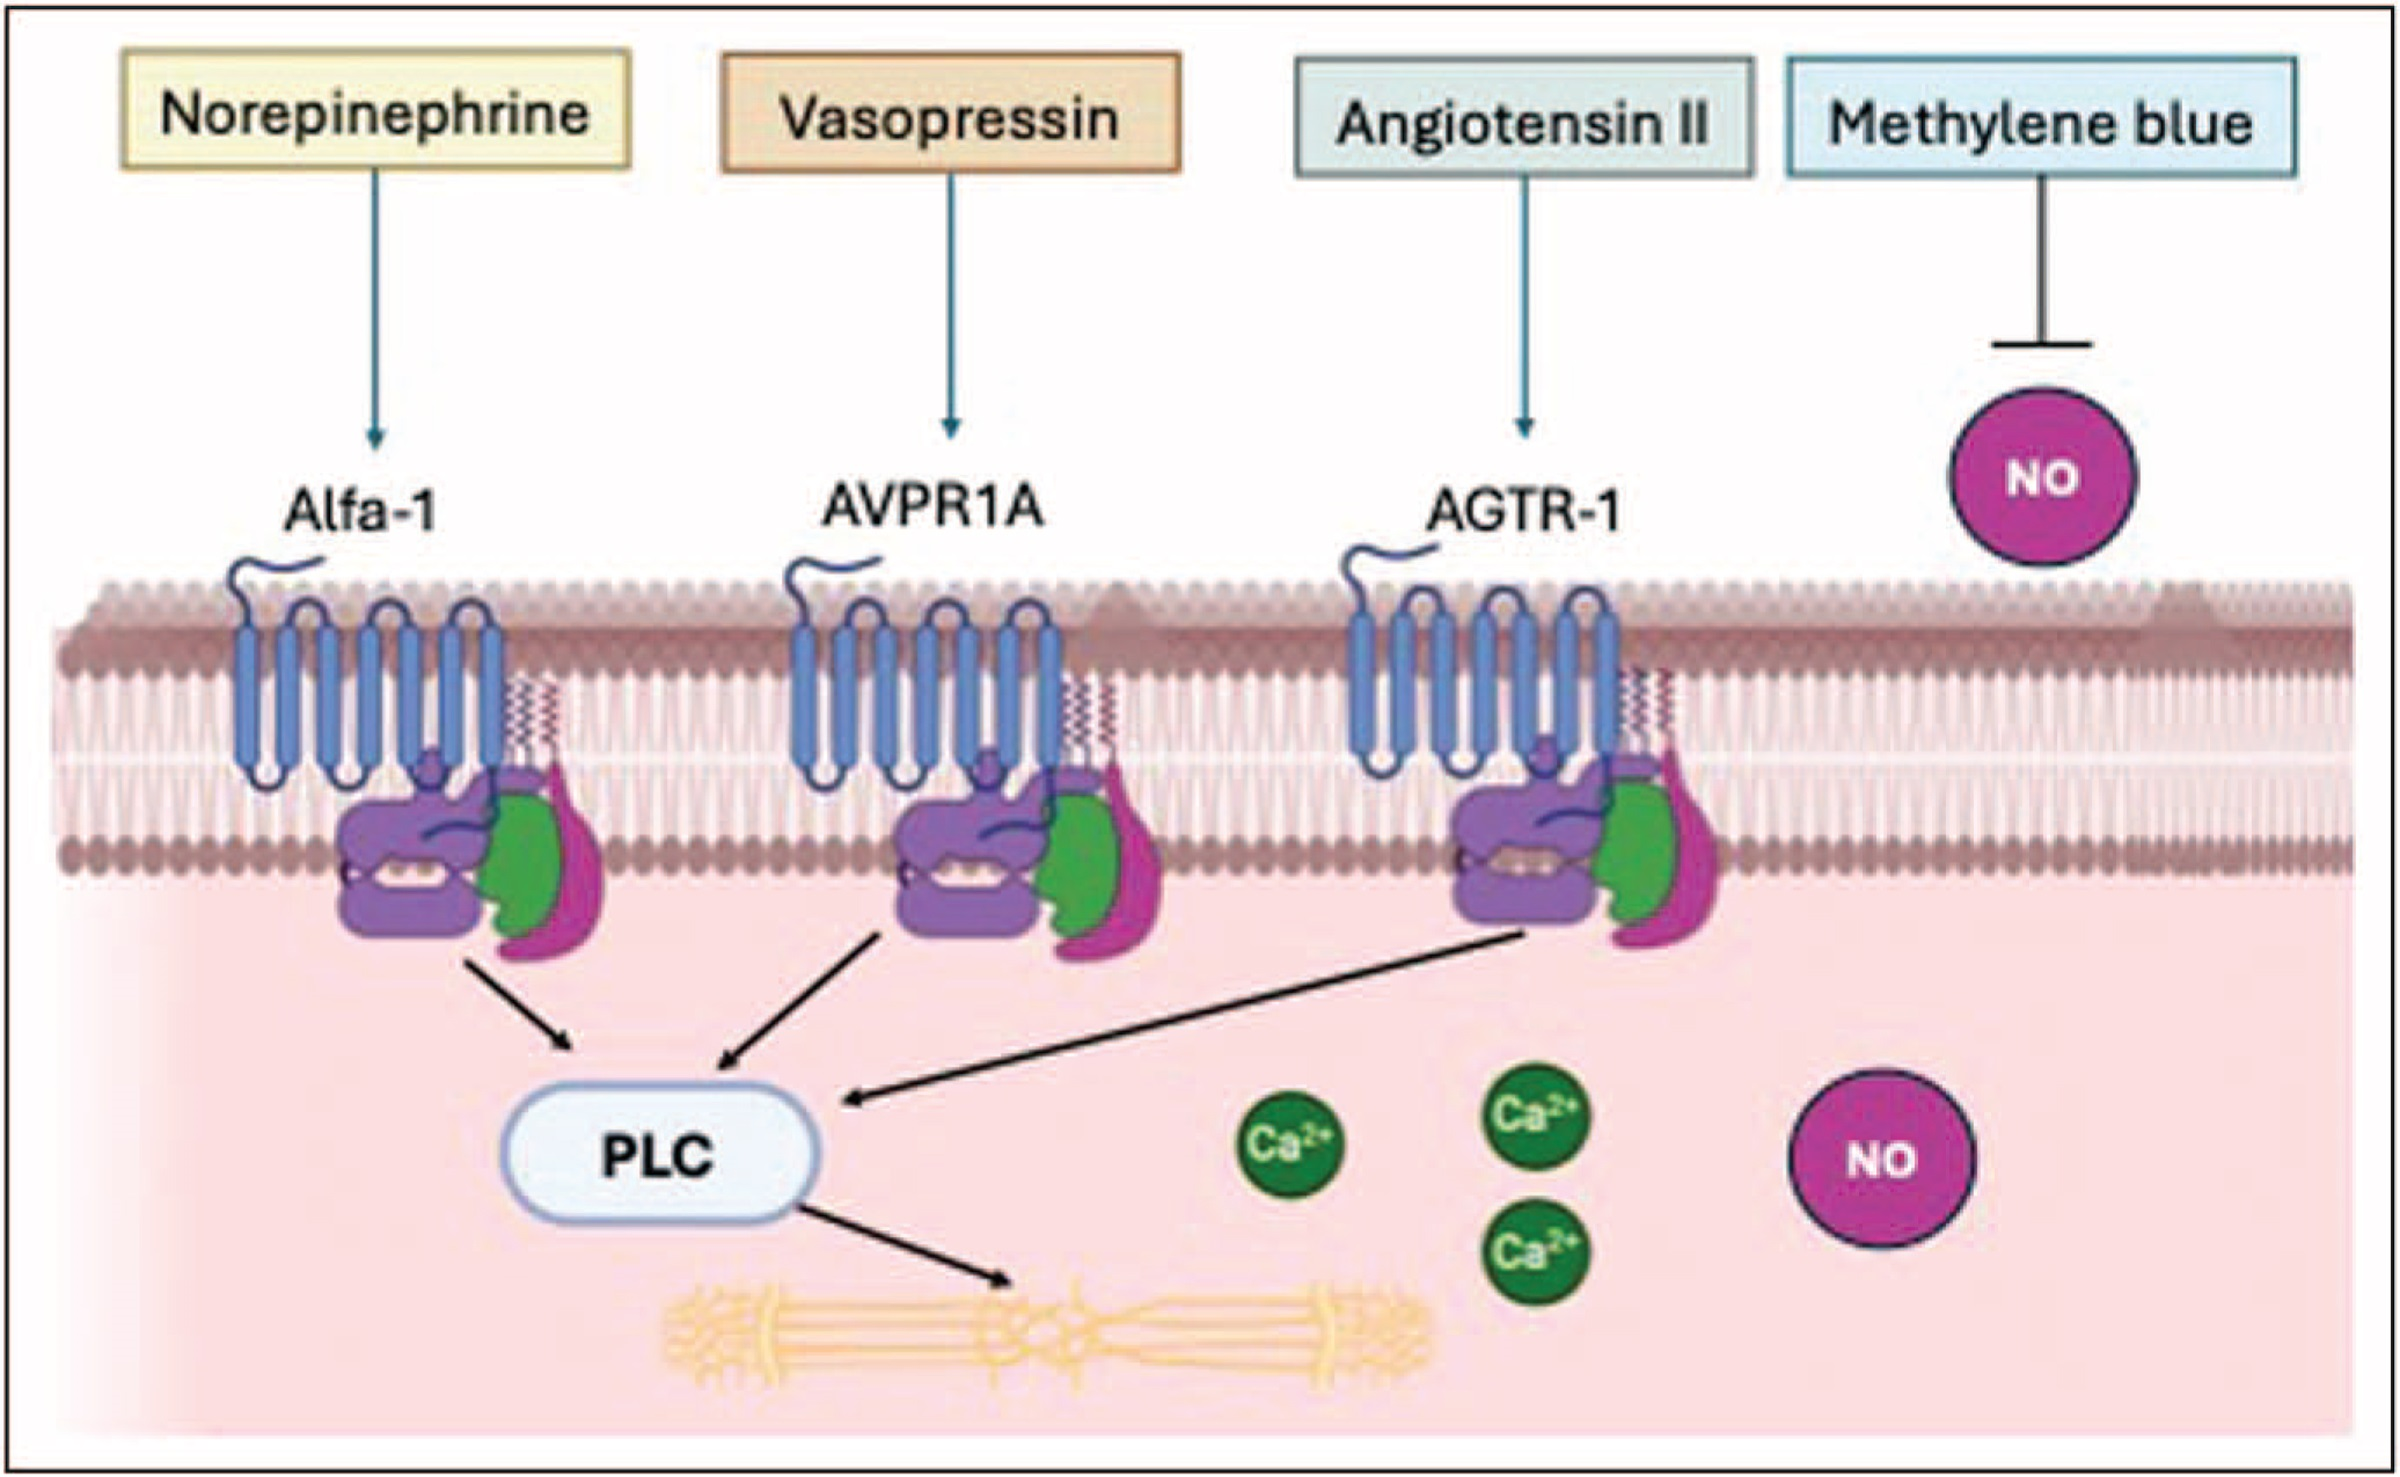 Norepinephrine
Vasopressin
Angiotensin II
Methylene blue
Alfa-1
AVPR1A
AGTR-1
NO
PLC
Ca²⁺
Ca²⁺
Ca²⁺
NO